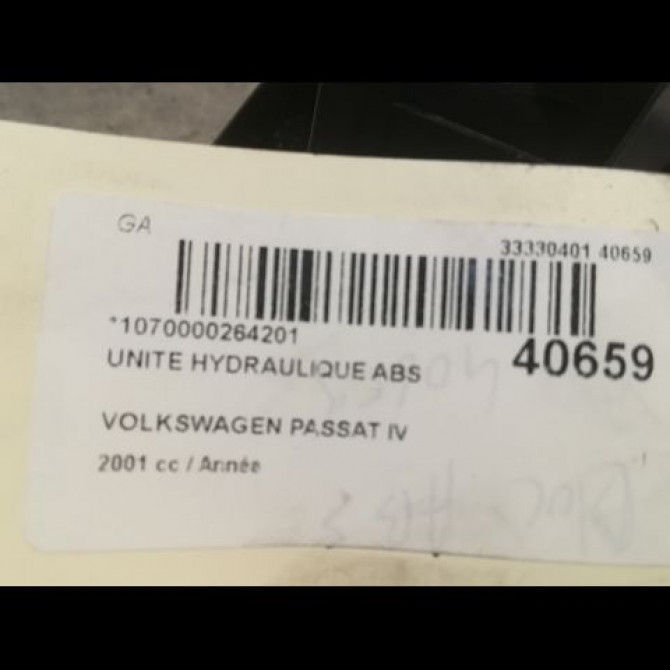 GA
33330401 40659
*1070000264201
40659
UNITE HYDRAULIQUE ABS
VOLKSWAGEN PASSAT IV
2001 cc / Année